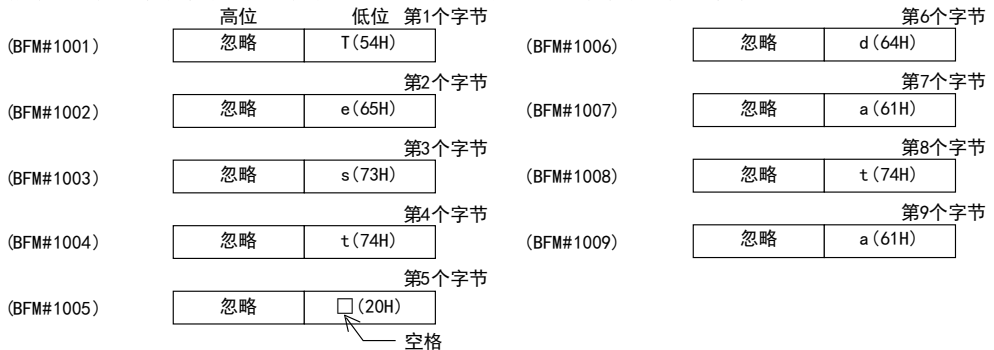 高位 低位 第1个字节
(BFM#1001) 忽略 T(54H)
第2个字节
(BFM#1002) 忽略 e(65H)
第3个字节
(BFM#1003) 忽略 s(73H)
第4个字节
(BFM#1004) 忽略 t(74H)
第5个字节
(BFM#1005) 忽略 □(20H)
空格
第6个字节
(BFM#1006) 忽略 d(64H)
第7个字节
(BFM#1007) 忽略 a(61H)
第8个字节
(BFM#1008) 忽略 t(74H)
第9个字节
(BFM#1009) 忽略 a(61H)